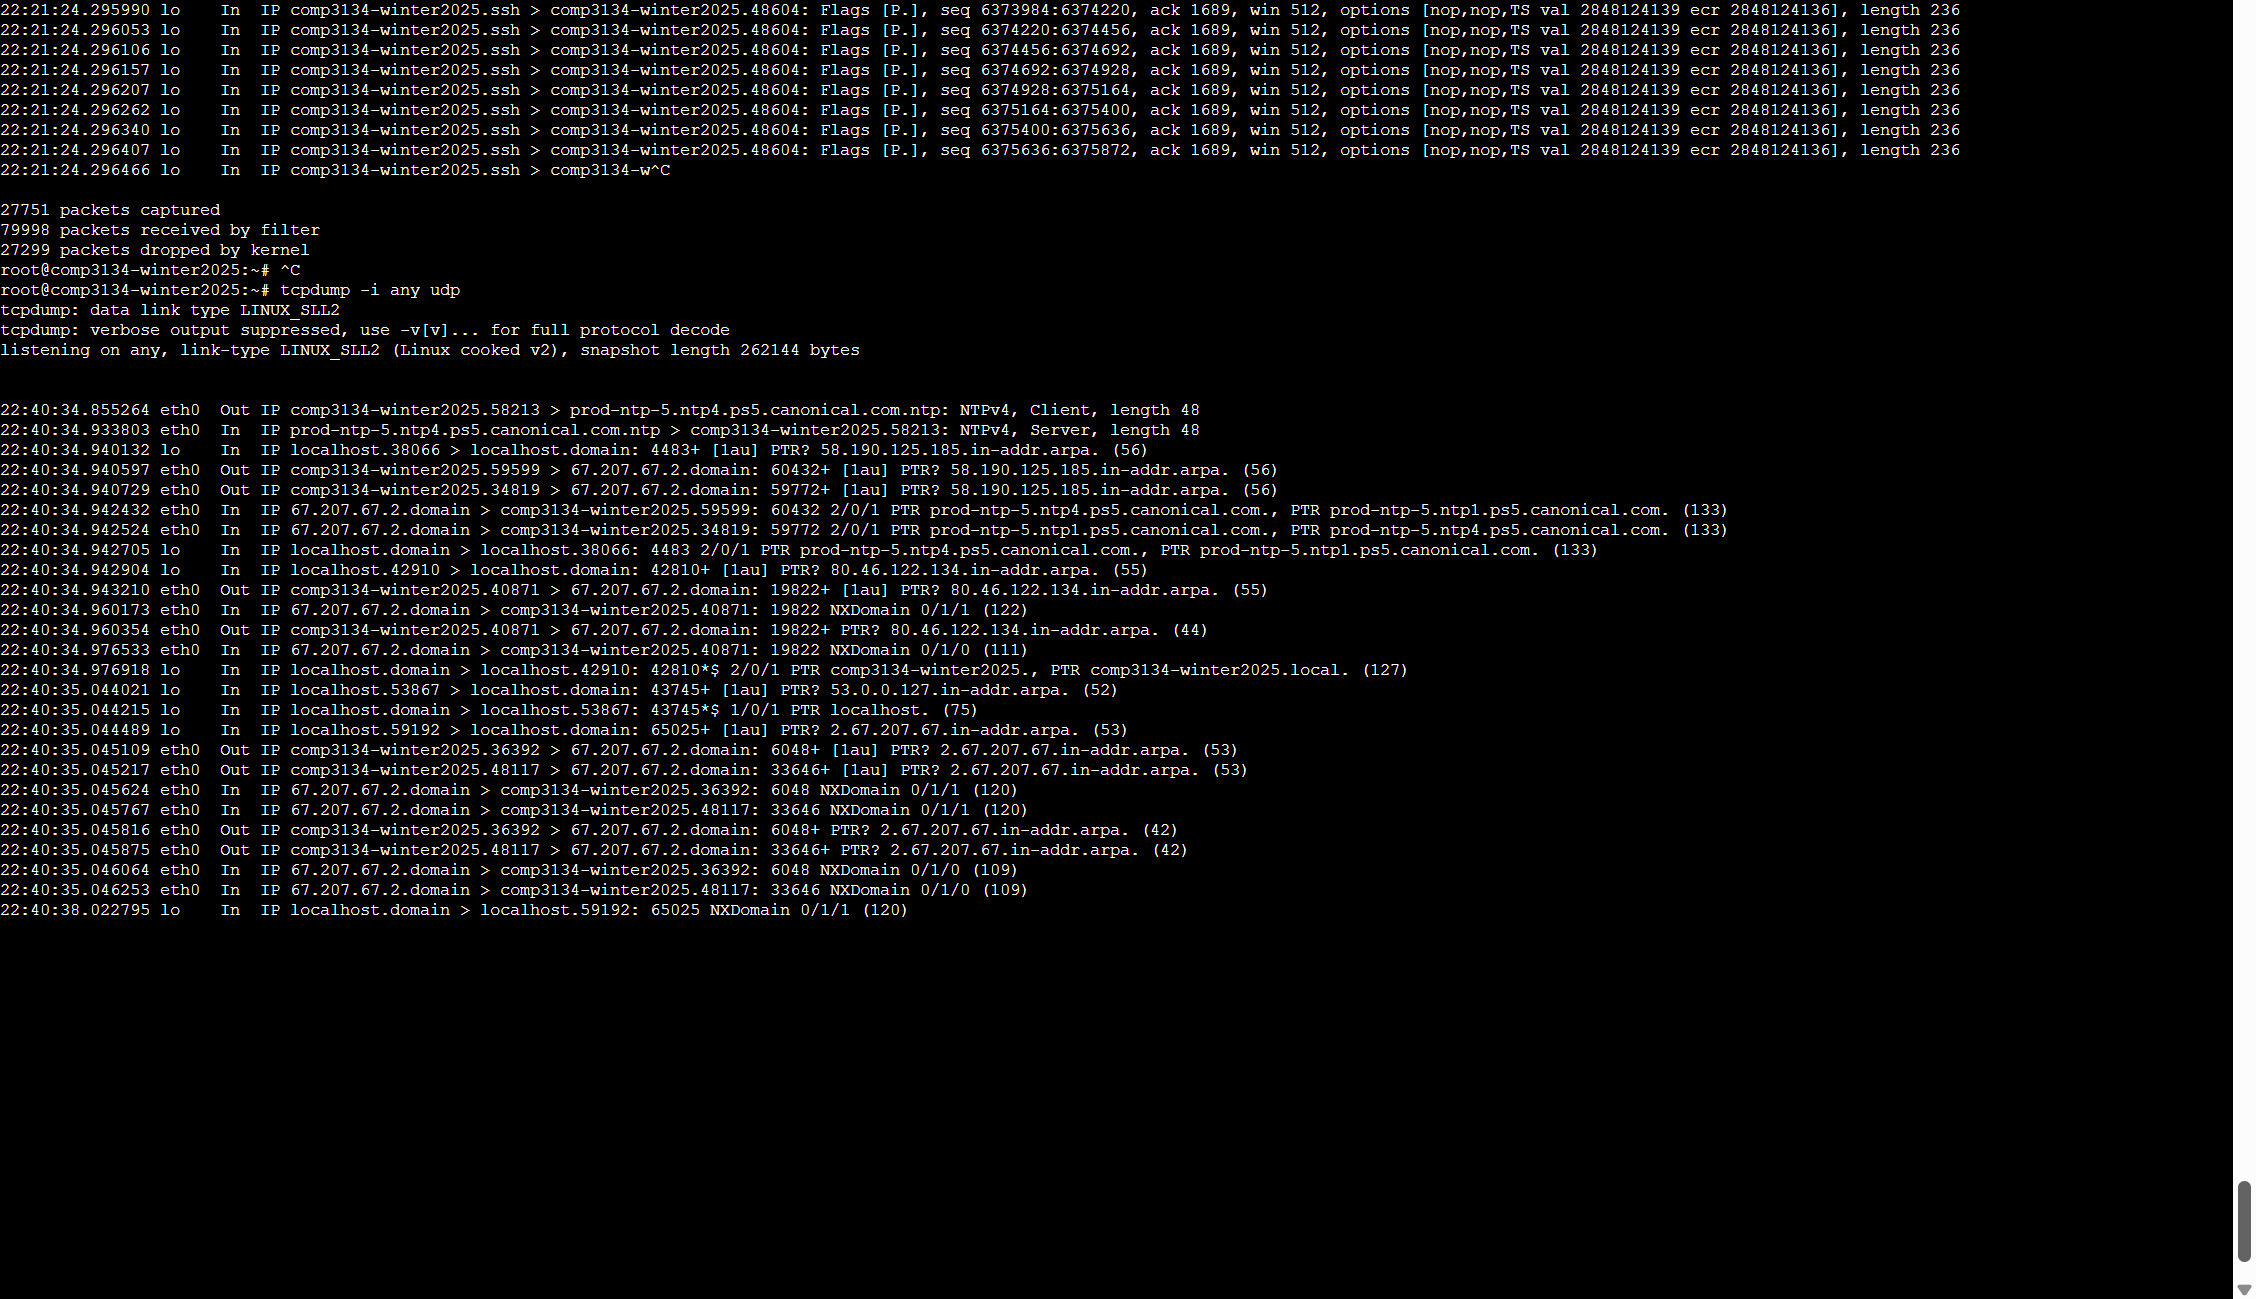 22:21:24.295990 lo    In  IP comp3134-winter2025.ssh > comp3134-winter2025.48604: Flags [P.], seq 6373984:6374220, ack 1689, win 512, options [nop,nop,TS val 2848124139 ecr 2848124136], length 236
22:21:24.296053 lo    In  IP comp3134-winter2025.ssh > comp3134-winter2025.48604: Flags [P.], seq 6374220:6374456, ack 1689, win 512, options [nop,nop,TS val 2848124139 ecr 2848124136], length 236
22:21:24.296106 lo    In  IP comp3134-winter2025.ssh > comp3134-winter2025.48604: Flags [P.], seq 6374456:6374692, ack 1689, win 512, options [nop,nop,TS val 2848124139 ecr 2848124136], length 236
22:21:24.296157 lo    In  IP comp3134-winter2025.ssh > comp3134-winter2025.48604: Flags [P.], seq 6374692:6374928, ack 1689, win 512, options [nop,nop,TS val 2848124139 ecr 2848124136], length 236
22:21:24.296207 lo    In  IP comp3134-winter2025.ssh > comp3134-winter2025.48604: Flags [P.], seq 6374928:6375164, ack 1689, win 512, options [nop,nop,TS val 2848124139 ecr 2848124136], length 236
22:21:24.296262 lo    In  IP comp3134-winter2025.ssh > comp3134-winter2025.48604: Flags [P.], seq 6375164:6375400, ack 1689, win 512, options [nop,nop,TS val 2848124139 ecr 2848124136], length 236
22:21:24.296340 lo    In  IP comp3134-winter2025.ssh > comp3134-winter2025.48604: Flags [P.], seq 6375400:6375636, ack 1689, win 512, options [nop,nop,TS val 2848124139 ecr 2848124136], length 236
22:21:24.296407 lo    In  IP comp3134-winter2025.ssh > comp3134-winter2025.48604: Flags [P.], seq 6375636:6375872, ack 1689, win 512, options [nop,nop,TS val 2848124139 ecr 2848124136], length 236
22:21:24.296466 lo    In  IP comp3134-winter2025.ssh > comp3134-w^C
27751 packets captured
79998 packets received by filter
27299 packets dropped by kernel
root@comp3134-winter2025:~# ^C
root@comp3134-winter2025:~# tcpdump -i any udp
tcpdump: data link type LINUX_SLL2
tcpdump: verbose output suppressed, use -v[v]... for full protocol decode
listening on any, link-type LINUX_SLL2 (Linux cooked v2), snapshot length 262144 bytes
22:40:34.855264 eth0  Out IP comp3134-winter2025.58213 > prod-ntp-5.ntp4.ps5.canonical.com.ntp: NTPv4, Client, length 48
22:40:34.933803 eth0  In  IP prod-ntp-5.ntp4.ps5.canonical.com.ntp > comp3134-winter2025.58213: NTPv4, Server, length 48
22:40:34.940132 lo    In  IP localhost.38066 > localhost.domain: 4483+ [1au] PTR? 58.190.125.185.in-addr.arpa. (56)
22:40:34.940597 eth0  Out IP comp3134-winter2025.59599 > 67.207.67.2.domain: 60432+ [1au] PTR? 58.190.125.185.in-addr.arpa. (56)
22:40:34.940729 eth0  Out IP comp3134-winter2025.34819 > 67.207.67.2.domain: 59772+ [1au] PTR? 58.190.125.185.in-addr.arpa. (56)
22:40:34.942432 eth0  In  IP 67.207.67.2.domain > comp3134-winter2025.59599: 60432 2/0/1 PTR prod-ntp-5.ntp4.ps5.canonical.com., PTR prod-ntp-5.ntp1.ps5.canonical.com. (133)
22:40:34.942524 eth0  In  IP 67.207.67.2.domain > comp3134-winter2025.34819: 59772 2/0/1 PTR prod-ntp-5.ntp1.ps5.canonical.com., PTR prod-ntp-5.ntp4.ps5.canonical.com. (133)
22:40:34.942705 lo    In  IP localhost.domain > localhost.38066: 4483 2/0/1 PTR prod-ntp-5.ntp4.ps5.canonical.com., PTR prod-ntp-5.ntp1.ps5.canonical.com. (133)
22:40:34.942904 lo    In  IP localhost.42910 > localhost.domain: 42810+ [1au] PTR? 80.46.122.134.in-addr.arpa. (55)
22:40:34.943210 eth0  Out IP comp3134-winter2025.40871 > 67.207.67.2.domain: 19822+ [1au] PTR? 80.46.122.134.in-addr.arpa. (55)
22:40:34.960173 eth0  In  IP 67.207.67.2.domain > comp3134-winter2025.40871: 19822 NXDomain 0/1/1 (122)
22:40:34.960354 eth0  Out IP comp3134-winter2025.40871 > 67.207.67.2.domain: 19822+ PTR? 80.46.122.134.in-addr.arpa. (44)
22:40:34.976533 eth0  In  IP 67.207.67.2.domain > comp3134-winter2025.40871: 19822 NXDomain 0/1/0 (111)
22:40:34.976918 lo    In  IP localhost.domain > localhost.42910: 42810*$ 2/0/1 PTR comp3134-winter2025., PTR comp3134-winter2025.local. (127)
22:40:35.044021 lo    In  IP localhost.53867 > localhost.domain: 43745+ [1au] PTR? 53.0.0.127.in-addr.arpa. (52)
22:40:35.044215 lo    In  IP localhost.domain > localhost.53867: 43745*$ 1/0/1 PTR localhost. (75)
22:40:35.044489 lo    In  IP localhost.59192 > localhost.domain: 65025+ [1au] PTR? 2.67.207.67.in-addr.arpa. (53)
22:40:35.045109 eth0  Out IP comp3134-winter2025.36392 > 67.207.67.2.domain: 6048+ [1au] PTR? 2.67.207.67.in-addr.arpa. (53)
22:40:35.045217 eth0  Out IP comp3134-winter2025.48117 > 67.207.67.2.domain: 33646+ [1au] PTR? 2.67.207.67.in-addr.arpa. (53)
22:40:35.045624 eth0  In  IP 67.207.67.2.domain > comp3134-winter2025.36392: 6048 NXDomain 0/1/1 (120)
22:40:35.045767 eth0  In  IP 67.207.67.2.domain > comp3134-winter2025.48117: 33646 NXDomain 0/1/1 (120)
22:40:35.045816 eth0  Out IP comp3134-winter2025.36392 > 67.207.67.2.domain: 6048+ PTR? 2.67.207.67.in-addr.arpa. (42)
22:40:35.045875 eth0  Out IP comp3134-winter2025.48117 > 67.207.67.2.domain: 33646+ PTR? 2.67.207.67.in-addr.arpa. (42)
22:40:35.046064 eth0  In  IP 67.207.67.2.domain > comp3134-winter2025.36392: 6048 NXDomain 0/1/0 (109)
22:40:35.046253 eth0  In  IP 67.207.67.2.domain > comp3134-winter2025.48117: 33646 NXDomain 0/1/0 (109)
22:40:38.022795 lo    In  IP localhost.domain > localhost.59192: 65025 NXDomain 0/1/1 (120)